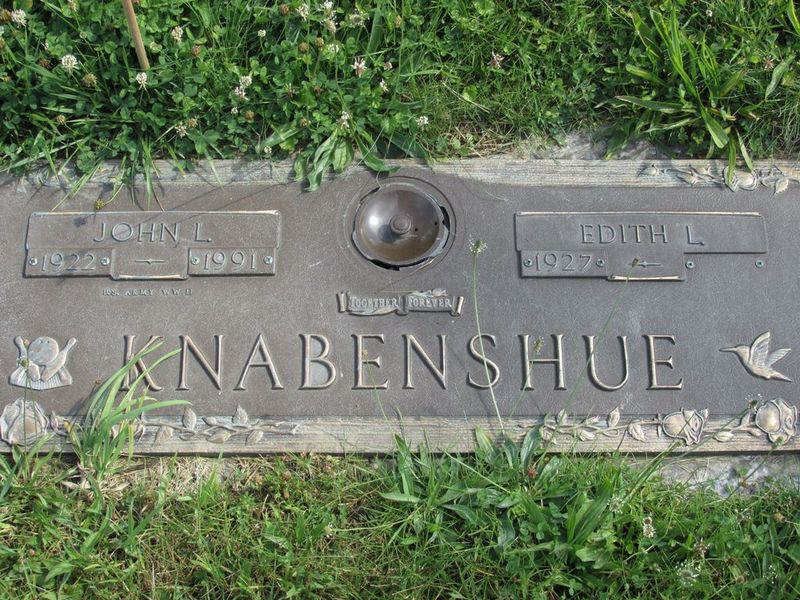 JOHN L.
1922 – 1991
U.S. ARMY WW II
EDITH L.
1927 –
TOGETHER FOREVER
KNABENSHUE